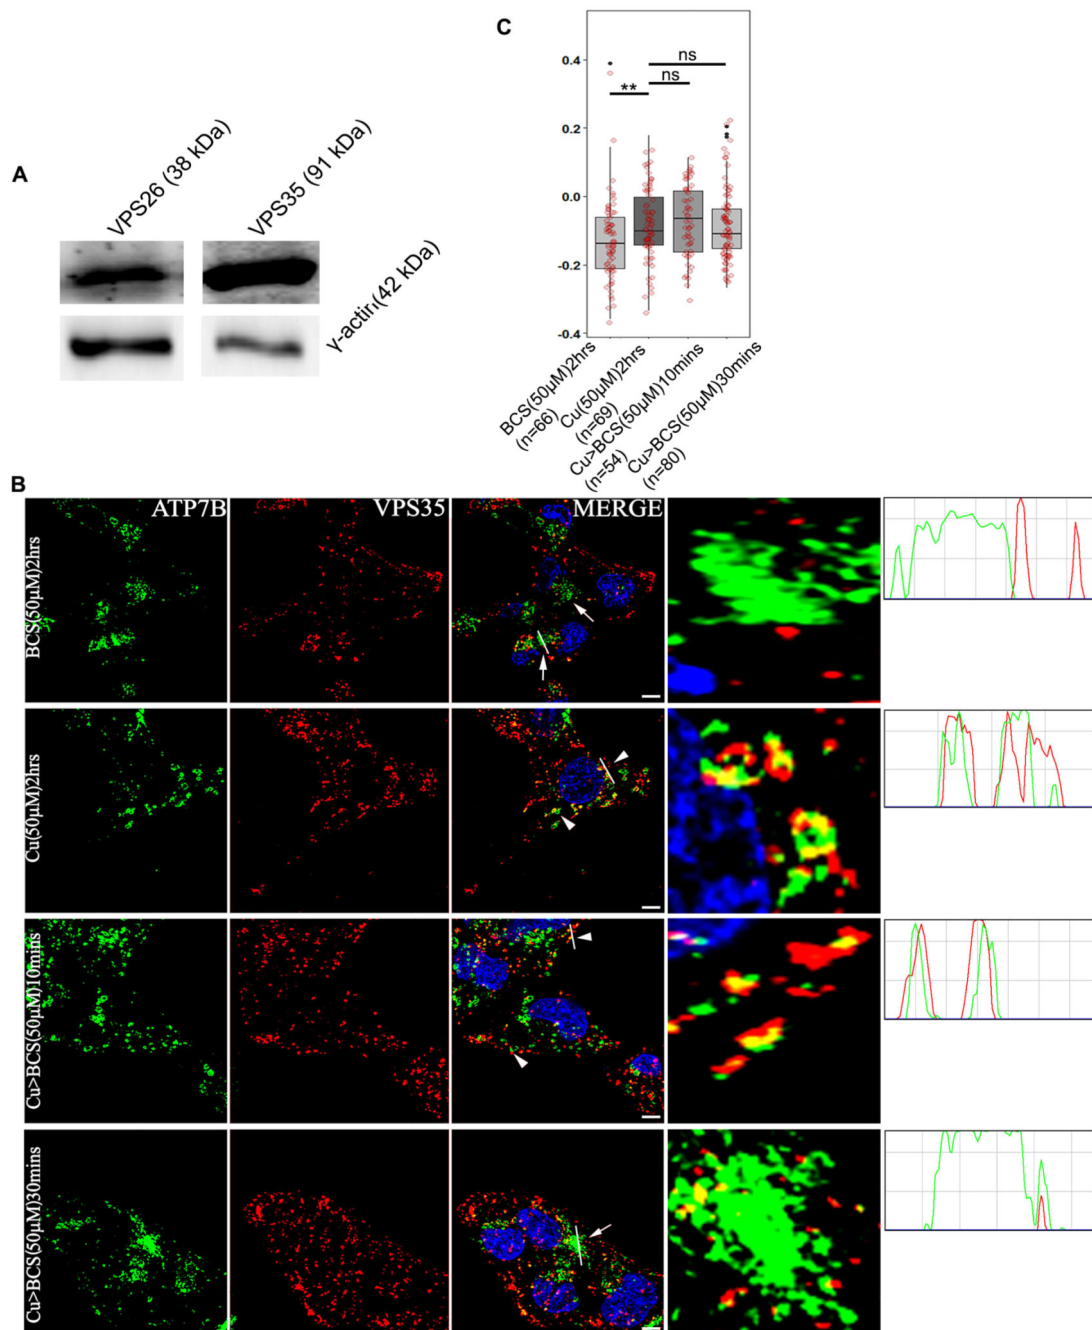 C
0.4
0.2
0.0
-0.2
-0.4
ns
ns
**
BCS(50μM)2hrs
(n=66)
Cu(50μM)2hrs
(n=69)
Cu>BCS(50μM)10mins
(n=54)
Cu>BCS(50μM)30mins
(n=80)
A
VPS26 (38 kDa)
VPS35 (91 kDa)
γ-actin(42 kDa)
B
ATP7B
VPS35
MERGE
BCS(50μM)2hrs
Cu(50μM)2hrs
Cu>BCS(50μM)10mins
Cu>BCS(50μM)30mins